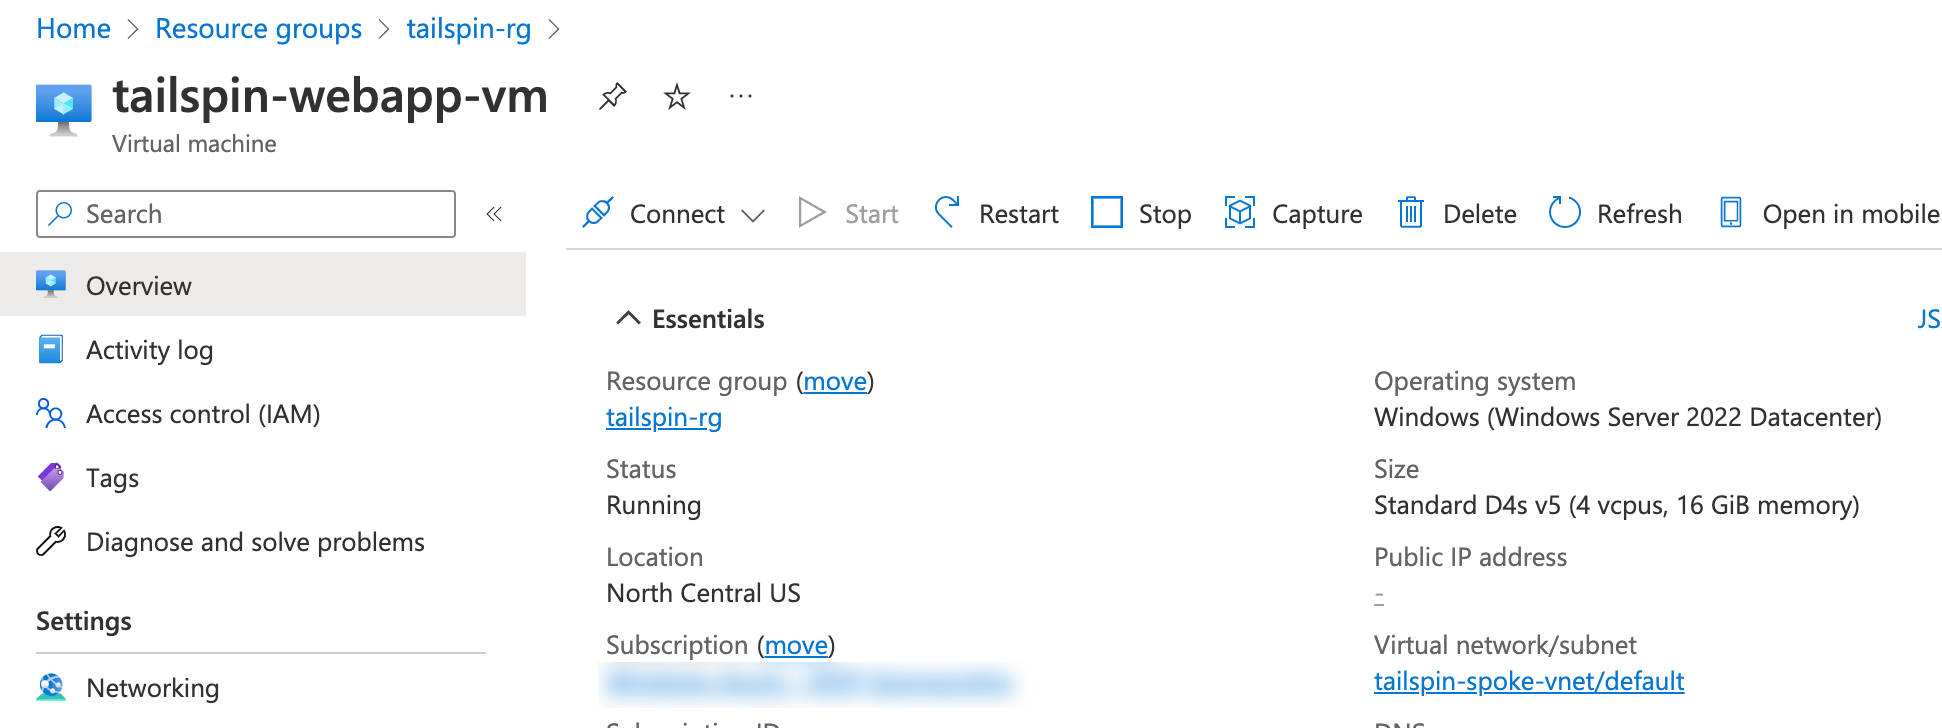 Home > Resource groups > tailspin-rg >
tailspin-webapp-vm ...
Virtual machine
Search «
Connect Start Restart Stop Capture Delete Refresh Open in mobile
Overview
Activity log
Access control (IAM)
Tags
Diagnose and solve problems
Settings
Networking
Essentials
JS
Resource group (move)
tailspin-rg
Status
Running
Location
North Central US
Subscription (move)
Operating system
Windows (Windows Server 2022 Datacenter)
Size
Standard D4s v5 (4 vcpus, 16 GiB memory)
Public IP address
-
Virtual network/subnet
tailspin-spoke-vnet/default